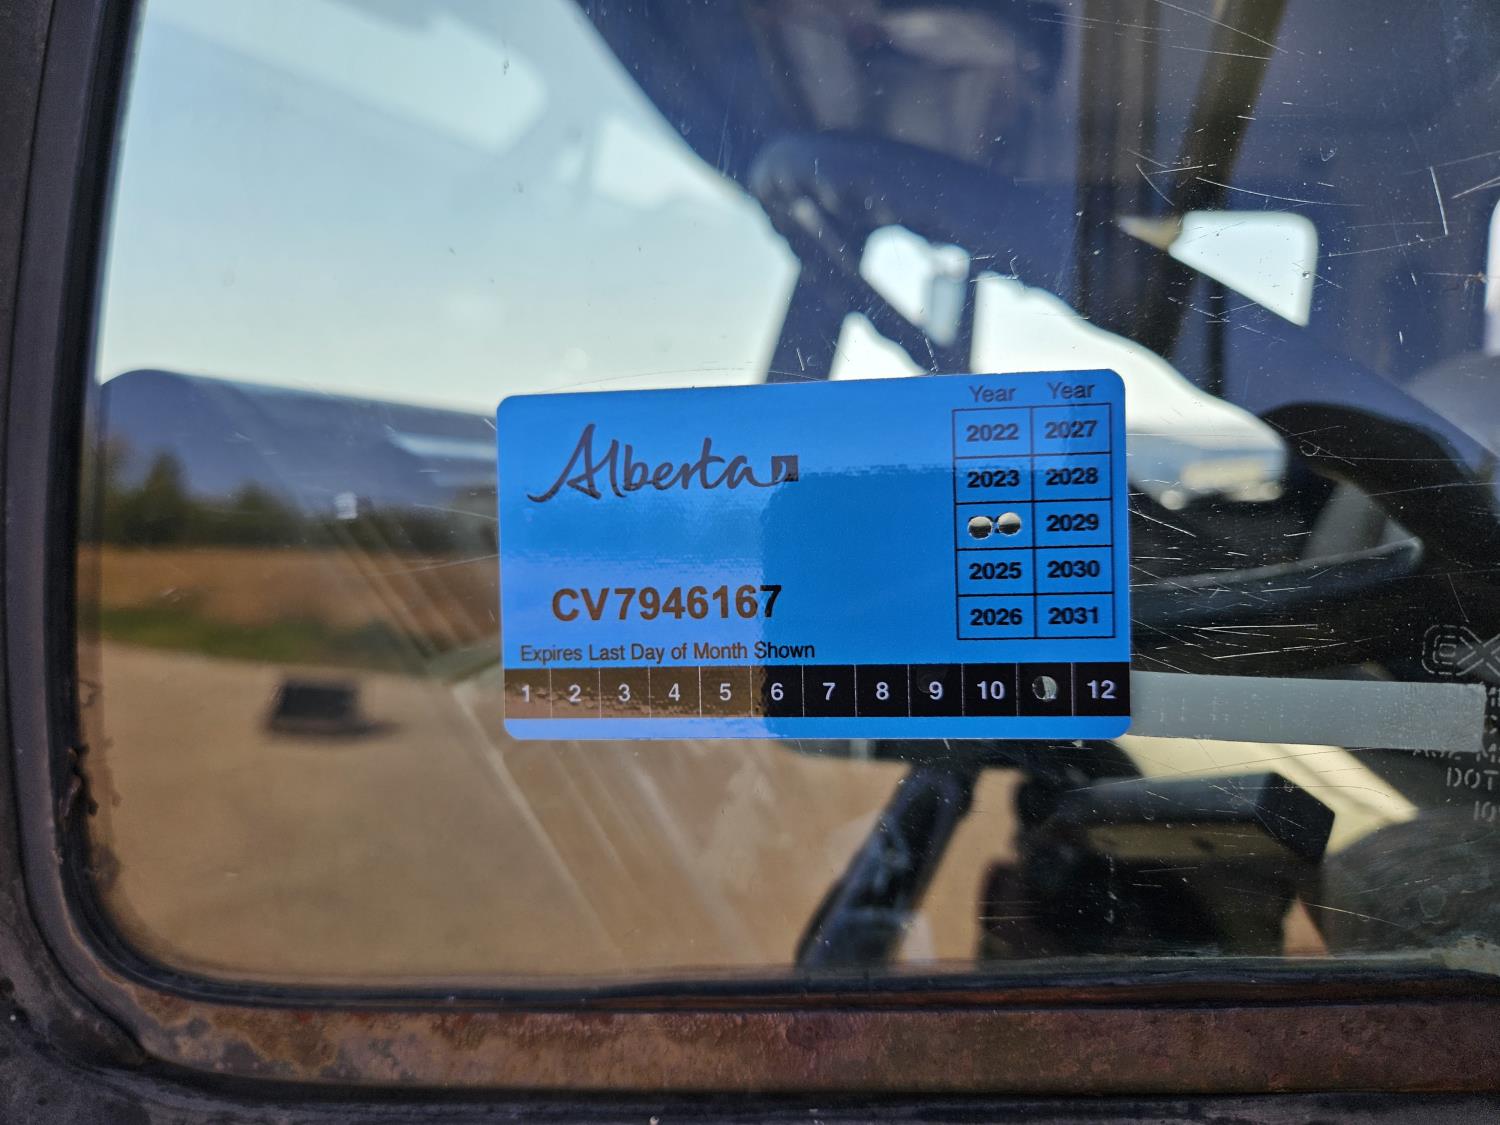 Alberta
Year Year
2022 2027
2023 2028
2029
2025 2030
2026 2031
CV7946167
Expires Last Day of Month Shown
1 2 3 4 5 6 7 8 9 10 12
DOT